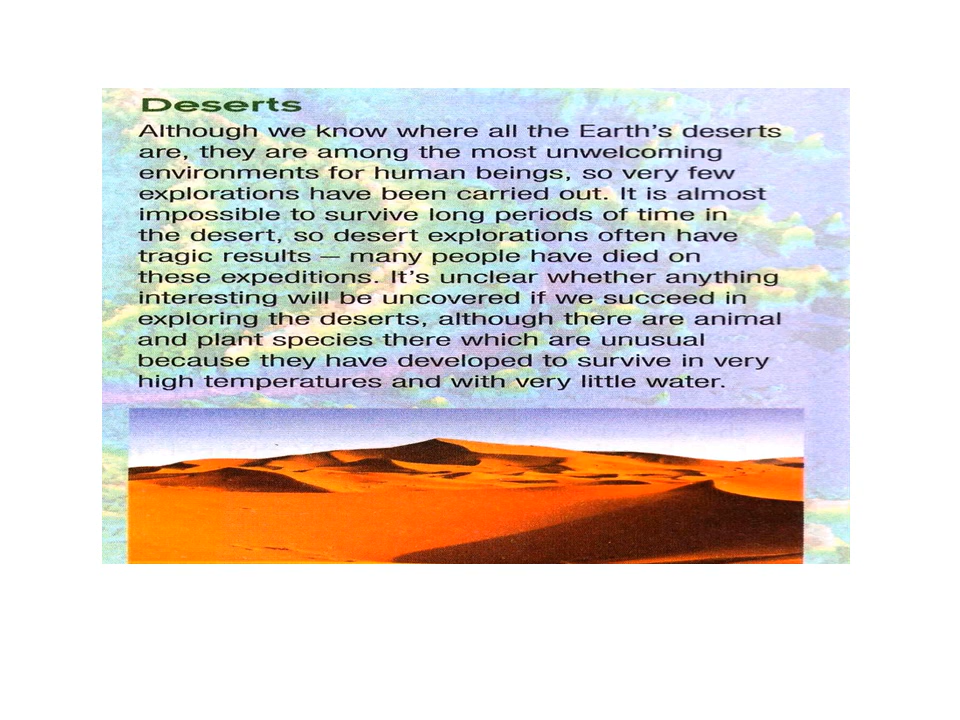 Deserts
Although we know where all the Earth's deserts
are, they are among the most unwelcoming
environments for human beings, so very few
explorations have been carried out. It is almost
impossible to survive long periods of time in
the desert, so desert explorations often have
tragic results — many people have died on
these expeditions. It's unclear whether anything
interesting will be uncovered if we succeed in
exploring the deserts, although there are animal
and plant species there which are unusual
because they have developed to survive in very
high temperatures and with very little water.